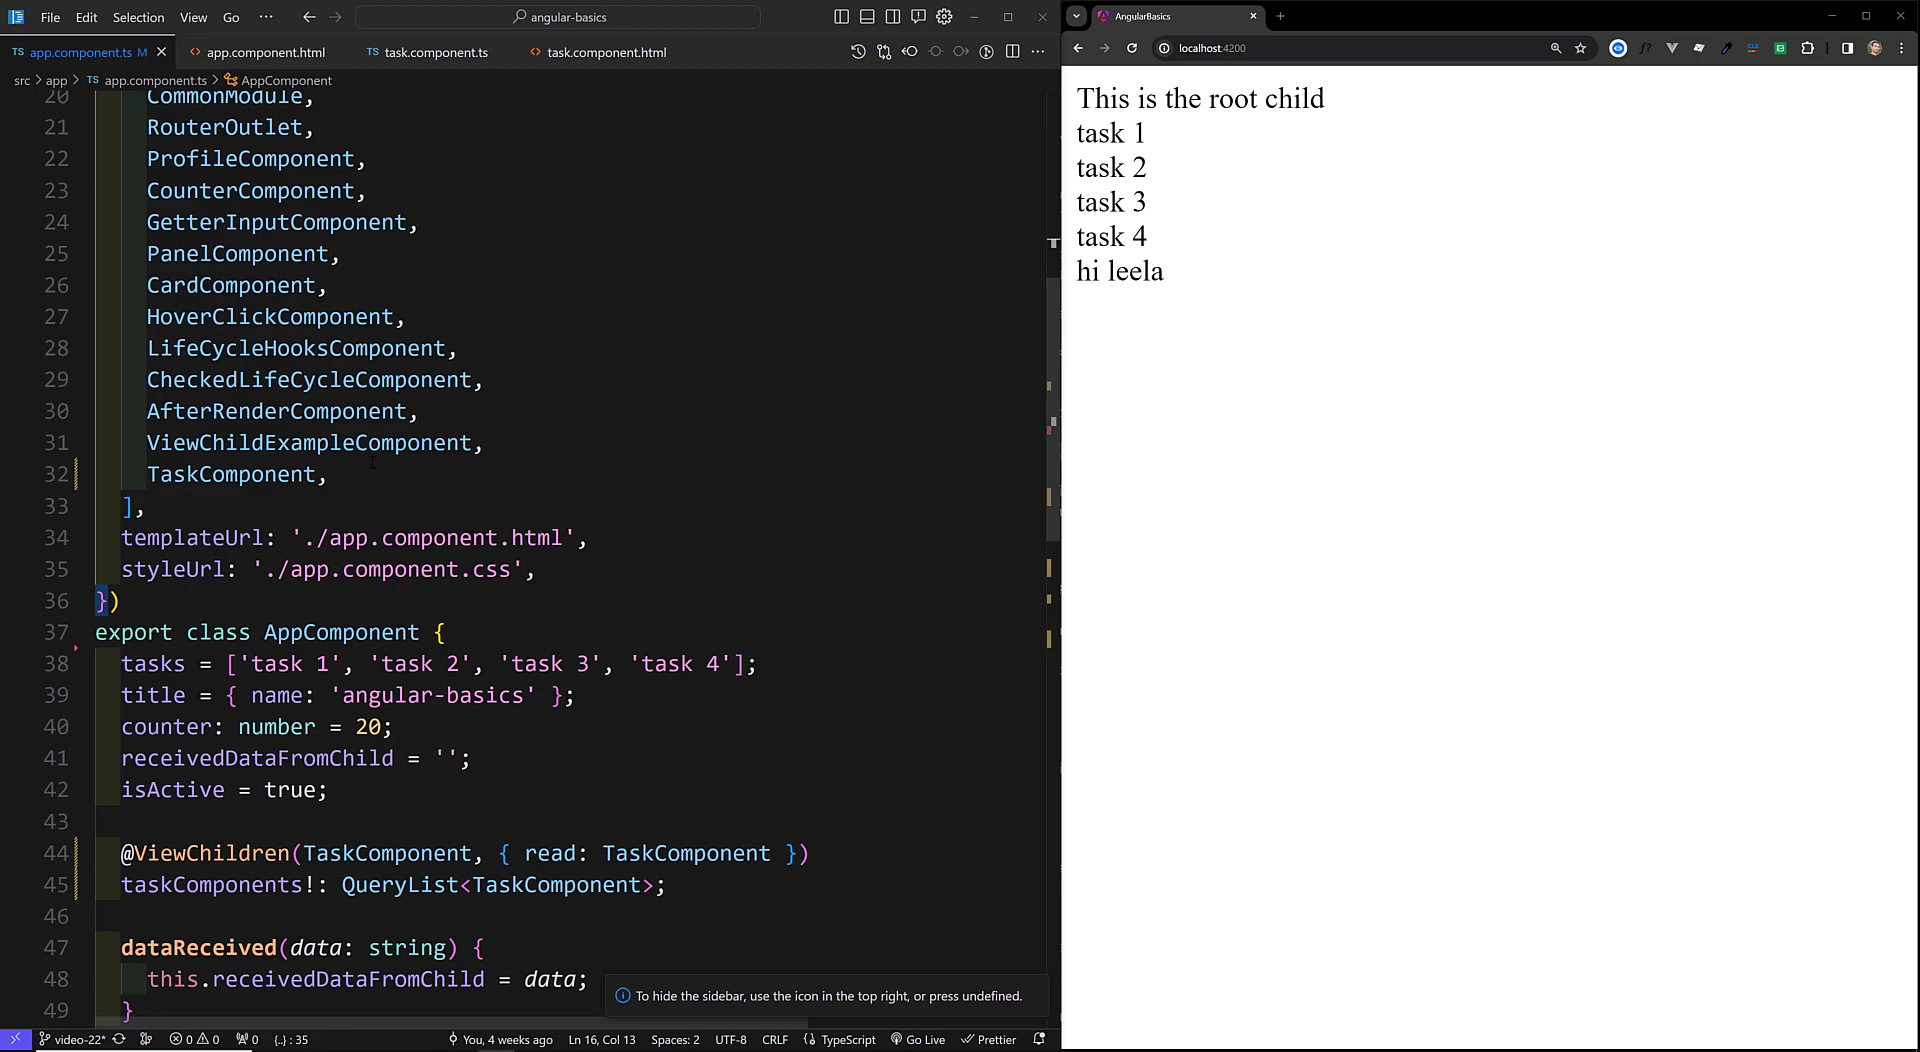 File Edit Selection View Go ··· angular-basics
TS app.component.ts M app.component.html TS task.component.ts task.component.html
src > app > TS app.component.ts > AppComponent
20 CommonModule,
21 RouterOutlet,
22 ProfileComponent,
23 CounterComponent,
24 GetterInputComponent,
25 PanelComponent,
26 CardComponent,
27 HoverClickComponent,
28 LifeCycleHooksComponent,
29 CheckedLifeCycleComponent,
30 AfterRenderComponent,
31 ViewChildExampleComponent,
32 TaskComponent,
33 ],
34 templateUrl: './app.component.html',
35 styleUrl: './app.component.css',
36 })
37 export class AppComponent {
38 tasks = ['task 1', 'task 2', 'task 3', 'task 4'];
39 title = { name: 'angular-basics' };
40 counter: number = 20;
41 receivedDataFromChild = '';
42 isActive = true;
43
44 @ViewChildren(TaskComponent, { read: TaskComponent })
45 taskComponents!: QueryList<TaskComponent>;
46
47 dataReceived(data: string) {
48 this.receivedDataFromChild = data;
49 }
To hide the sidebar, use the icon in the top right, or press undefined.
video-22* 0 0 0 {..} : 35 You, 4 weeks ago Ln 16, Col 13 Spaces: 2 UTF-8 CRLF TypeScript Go Live Prettier
AngularBasics
localhost:4200
This is the root child
task 1
task 2
task 3
task 4
hi leela